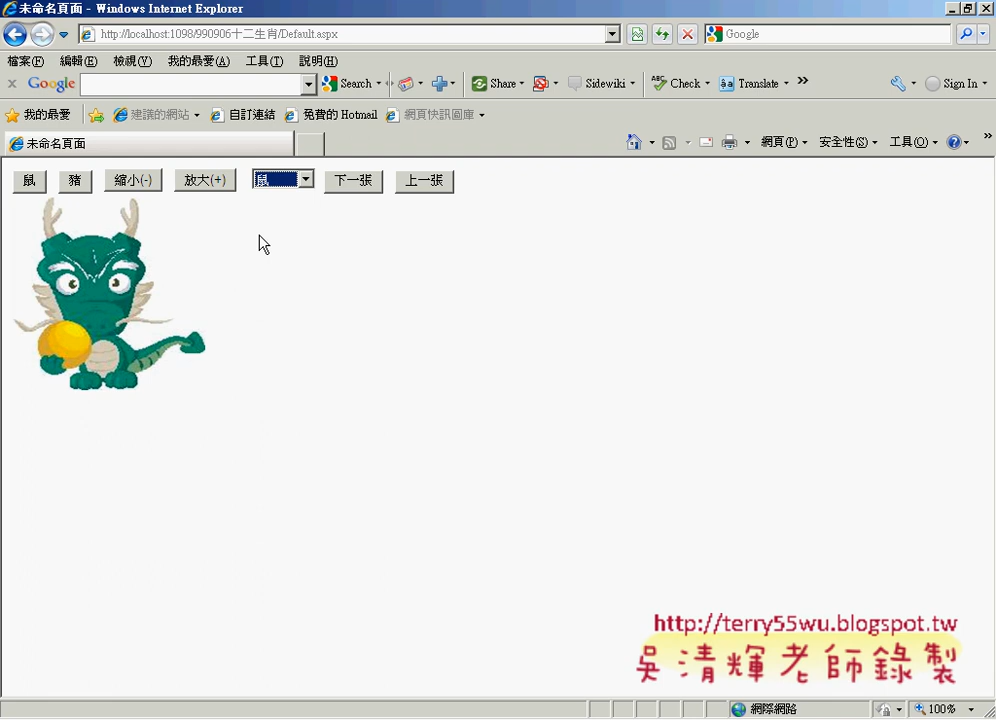 未命名頁面 - Windows Internet Explorer
http://localhost:1098/990906十二生肖/Default.aspx
Google
檔案(F) 編輯(E) 檢視(V) 我的最愛(A) 工具(T) 說明(H)
x Google Search Share Sidewiki ABC Check Translate » Sign In
我的最愛 建議的網站 自訂連結 免費的 Hotmail 網頁快訊圖庫
未命名頁面 網頁(P) 安全性(S) 工具(O) »
鼠 豬 縮小(-) 放大(+) 鼠 下一張 上一張
http://terry55wu.blogspot.tw
吳清輝老師錄製
網際網路 100%